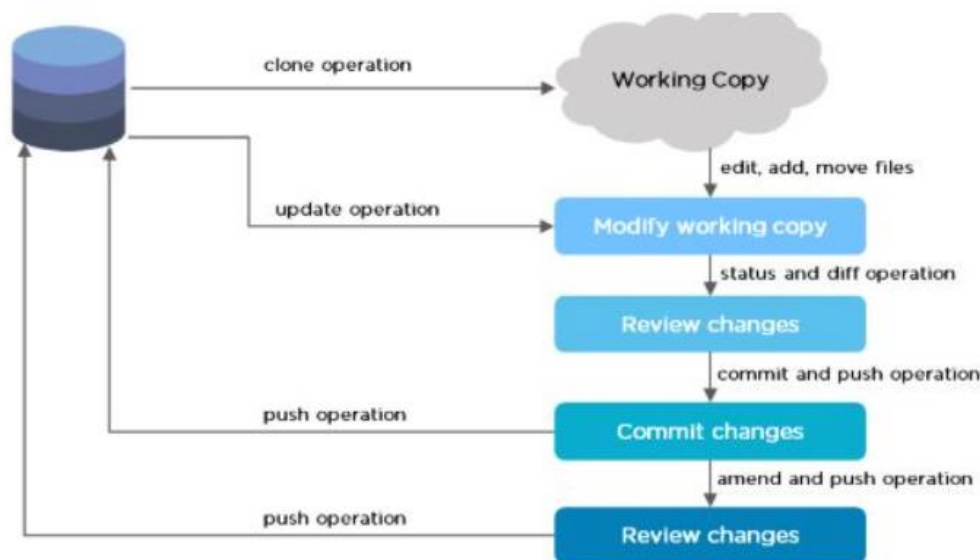 clone operation
Working Copy
edit, add, move files
update operation
Modify working copy
status and diff operation
Review changes
commit and push operation
push operation
Commit changes
amend and push operation
push operation
Review changes